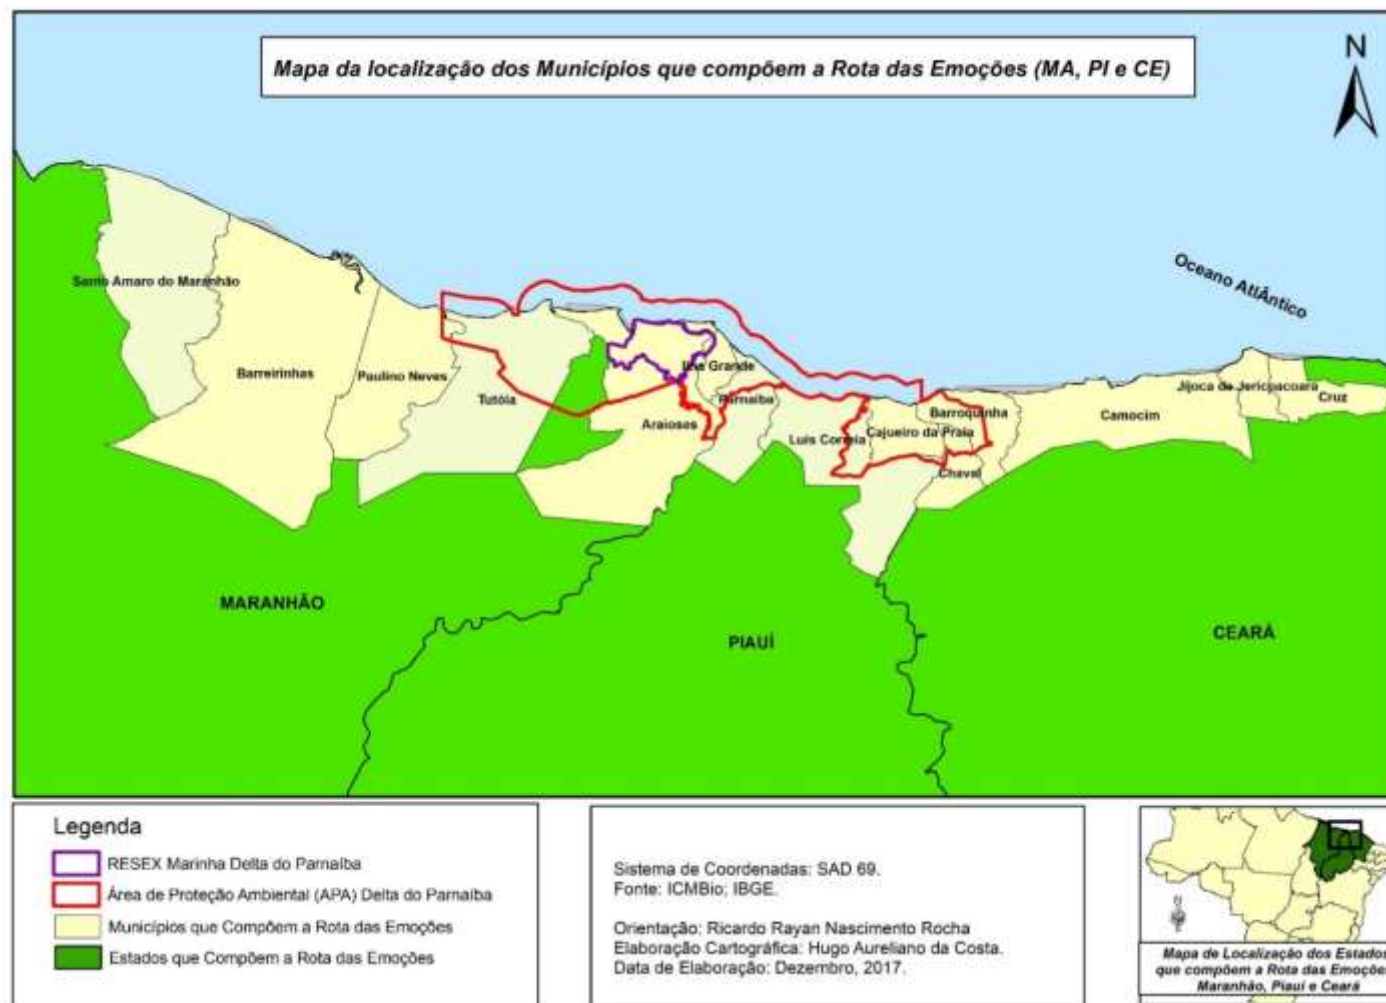 Mapa da localização dos Municípios que compõem a Rota das Emoções (MA, PI e CE)
N
Oceano AtlÂntico
Santo Amaro do Maranhão
Barreirinhas
Paulino Neves
Tutóia
Ilha Grande
Parnaíba
Araioses
Luís Correia
Cajueiro da Praia
Barroquinha
Chaval
Camocim
Jijoca de Jericoacoara
Cruz
MARANHÃO
PIAUÍ
CEARÁ
Legenda
RESEX Marinha Delta do Parnaíba
Área de Proteção Ambiental (APA) Delta do Parnaíba
Municípios que Compõem a Rota das Emoções
Estados que Compõem a Rota das Emoções
Sistema de Coordenadas: SAD 69.
Fonte: ICMBio; IBGE.
Orientação: Ricardo Rayan Nascimento Rocha
Elaboração Cartográfica: Hugo Aureliano da Costa.
Data de Elaboração: Dezembro, 2017.
Mapa de Localização dos Estados
que compõem a Rota das Emoções
Maranhão, Piauí e Ceará